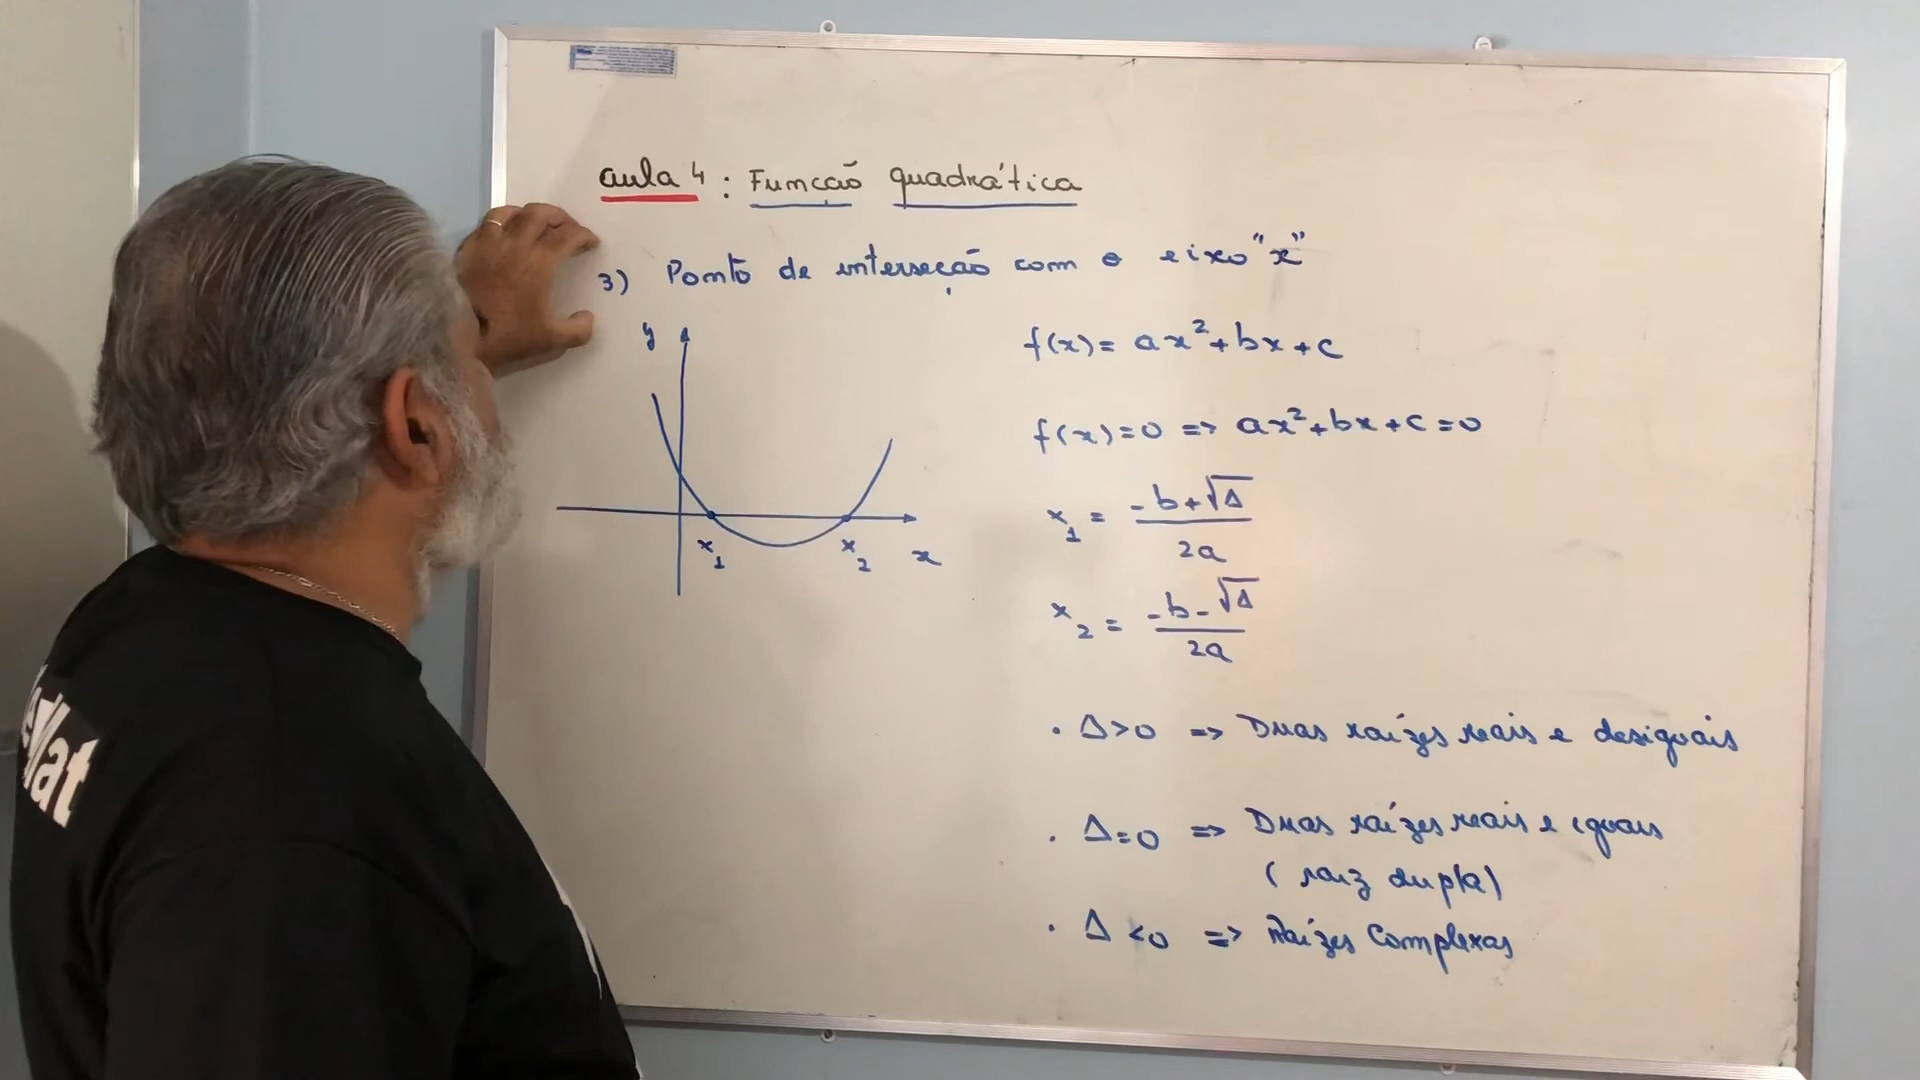 aula 4 : Função quadrática
3) Ponto de interseção com o eixo "x"
y
x
x1
x2
f(x) = ax²+bx+c
f(x)=0 => ax²+bx+c=0
x1 = -b+√Δ / 2a
x2 = -b-√Δ / 2a
. Δ>0 => Duas raízes reais e desiguais
. Δ=0 => Duas raízes reais e iguais
(raiz dupla)
. Δ<0 => Raízes Complexas
Mat